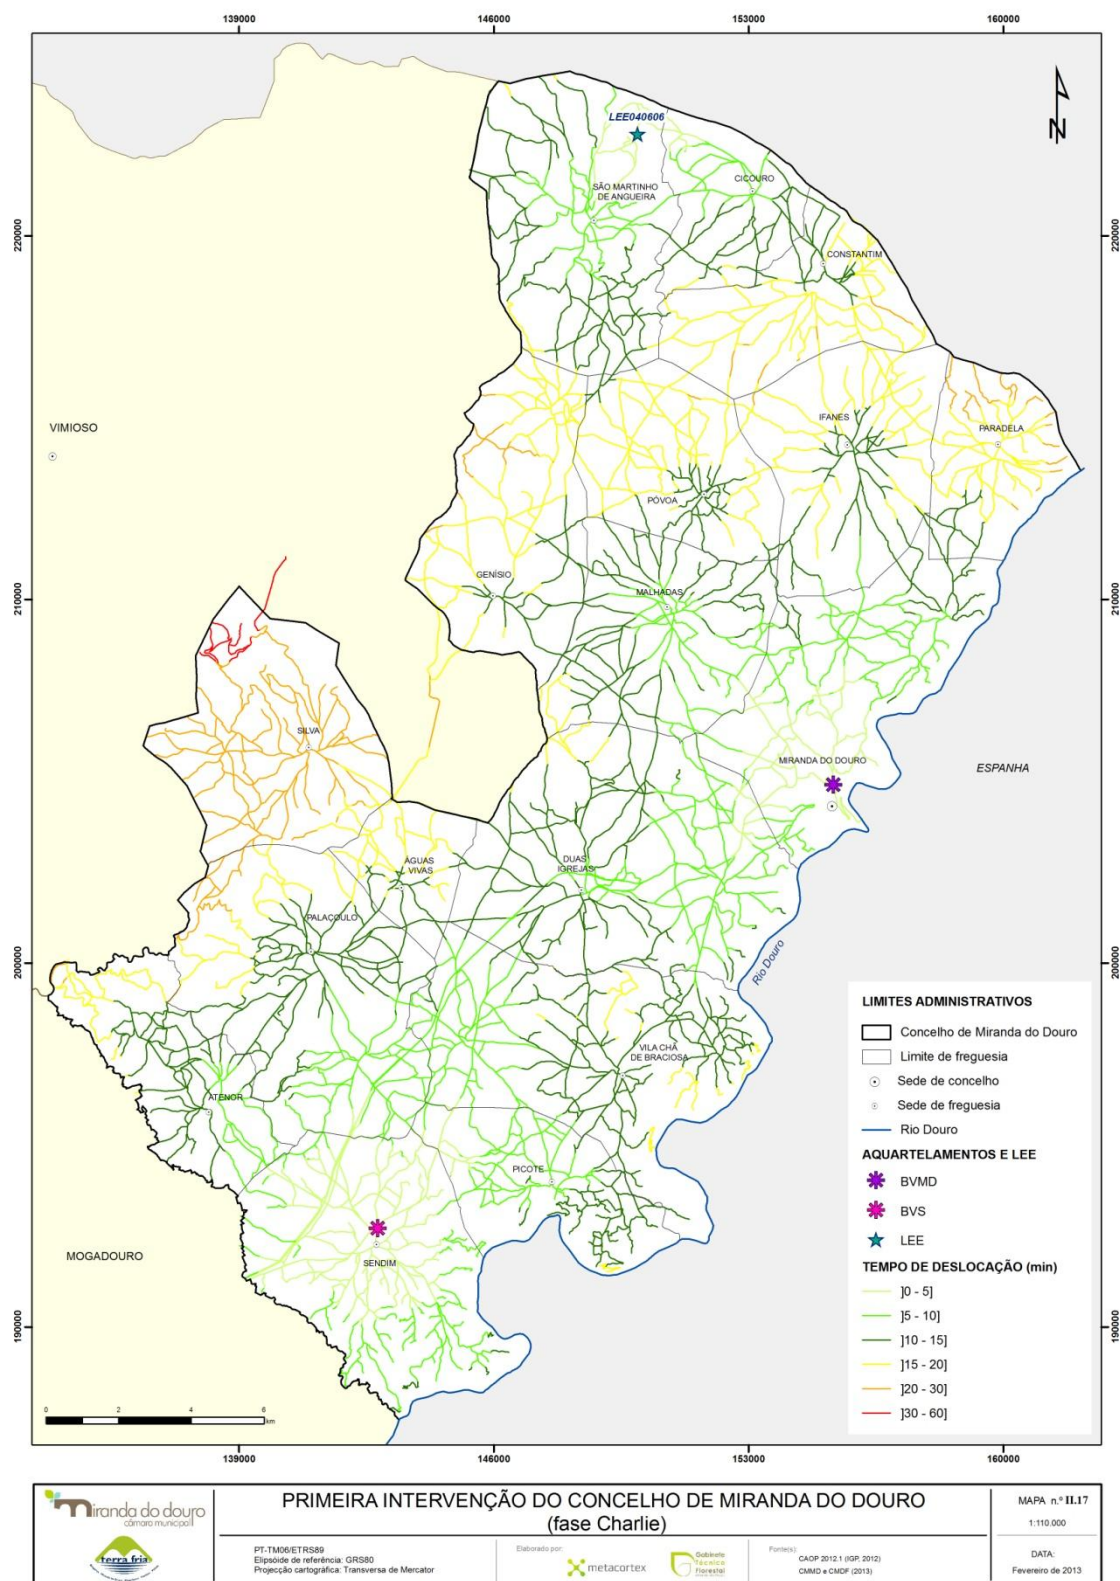 139000
146000
153000
160000
LEE040606
SÃO MARTINHO
DE ANGUEIRA
CICOURO
220000
220000
CONSTANTIM
VIMIOSO
IFANES
PARADELA
PÓVOA
GENÍSIO
MALHADAS
210000
210000
SILVA
MIRANDA DO DOURO
ESPANHA
ÁGUAS
VIVAS
DUAS
IGREJAS
PALAÇOULO
Rio Douro
200000
200000
VILA CHÃ
DE BRACIOSA
ATENOR
PICOTE
MOGADOURO
SENDIM
190000
190000
LIMITES ADMINISTRATIVOS
Concelho de Miranda do Douro
Limite de freguesia
Sede de concelho
Sede de freguesia
Rio Douro
AQUARTELAMENTOS E LEE
BVMD
BVS
LEE
TEMPO DE DESLOCAÇÃO (min)
]0 - 5]
]5 - 10]
]10 - 15]
]15 - 20]
]20 - 30]
]30 - 60]
N
0 2 4 6
km
139000
146000
153000
160000
miranda do douro
câmara municipal
terra fria
PRIMEIRA INTERVENÇÃO DO CONCELHO DE MIRANDA DO DOURO
(fase Charlie)
PT-TM06/ETRS89
Elipsóide de referência: GRS80
Projecção cartográfica: Transversa de Mercator
Elaborado por:
metacortex
Gabinete
Técnico
Florestal
Fonte(s):
CAOP 2012.1 (IGP, 2012)
CMMD e CMDF (2013)
MAPA n.º II.17
1:110.000
DATA:
Fevereiro de 2013